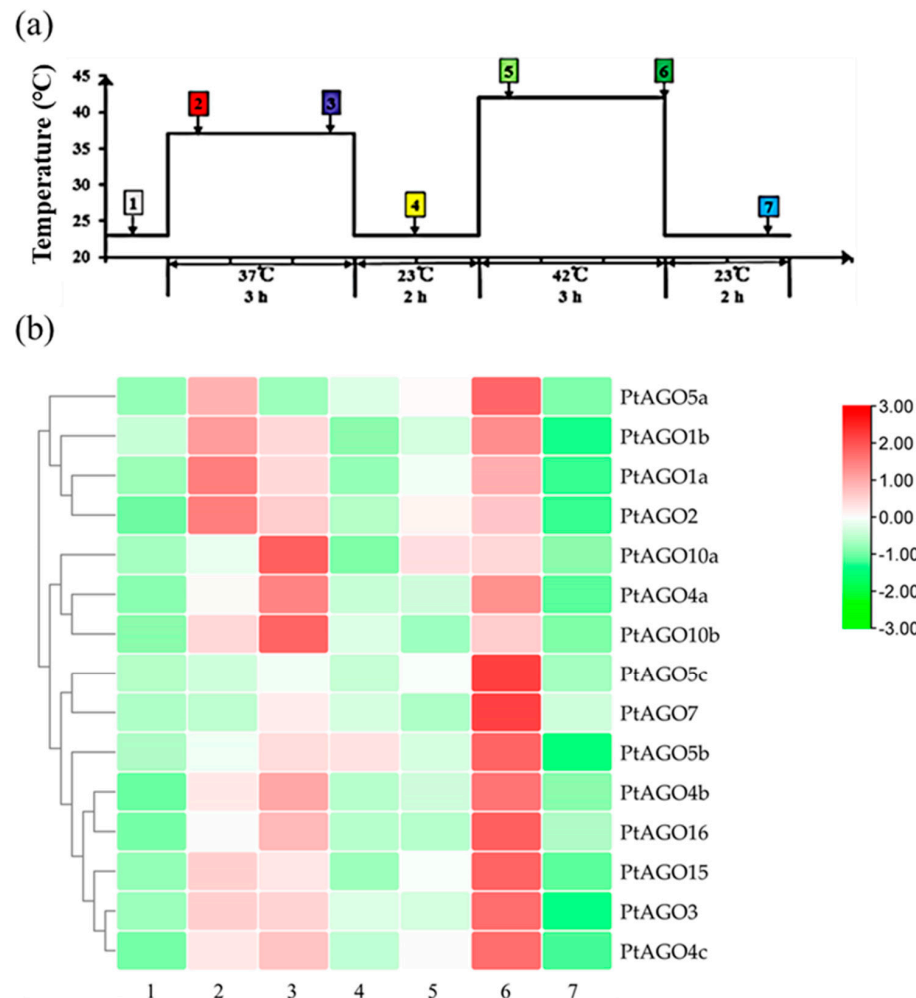 (a)
Temperature (°C)
45
40
35
30
25
20
1
2
3
4
5
6
7
37℃
3 h
23℃
2 h
42℃
3 h
23℃
2 h
(b)
PtAGO5a
PtAGO1b
PtAGO1a
PtAGO2
PtAGO10a
PtAGO4a
PtAGO10b
PtAGO5c
PtAGO7
PtAGO5b
PtAGO4b
PtAGO16
PtAGO15
PtAGO3
PtAGO4c
1 2 3 4 5 6 7
3.00
2.00
1.00
0.00
-1.00
-2.00
-3.00